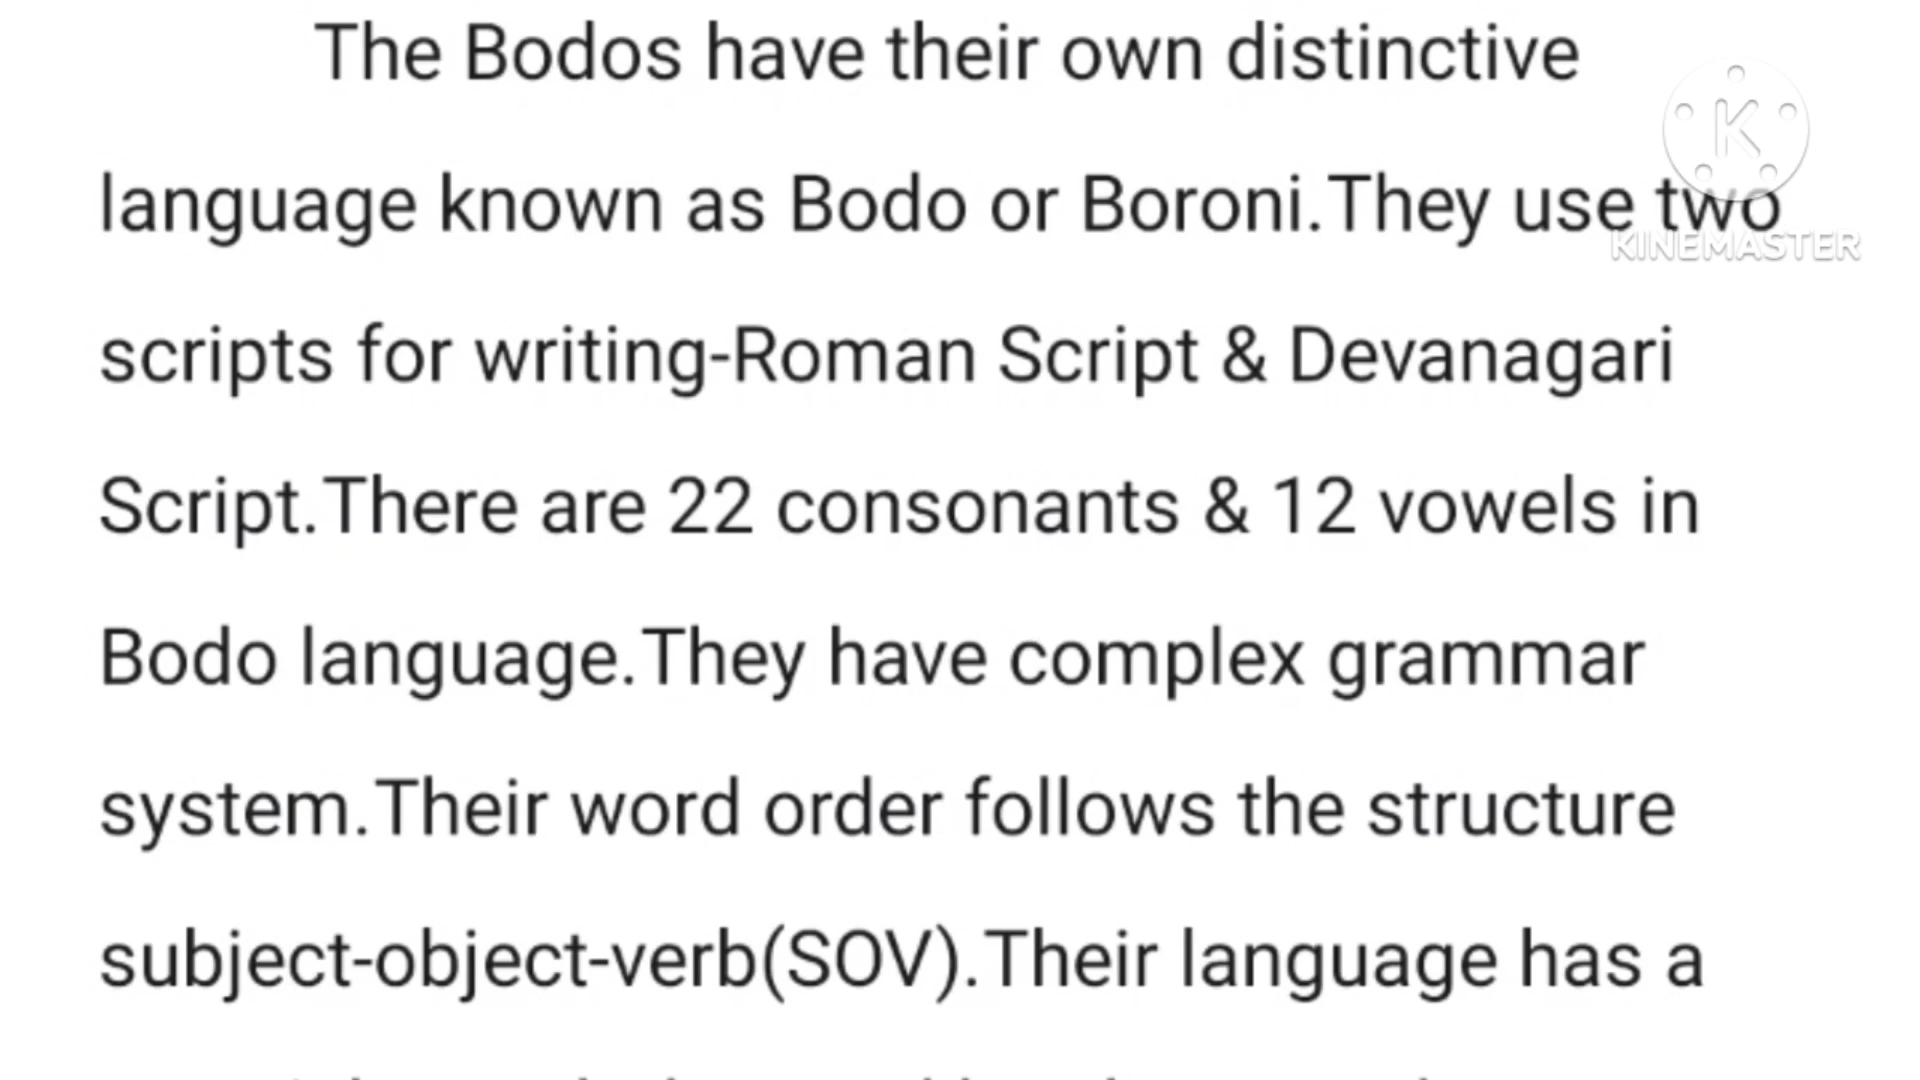 The Bodos have their own distinctive
language known as Bodo or Boroni.They use two
KINEMASTER
scripts for writing-Roman Script & Devanagari
Script.There are 22 consonants & 12 vowels in
Bodo language.They have complex grammar
system.Their word order follows the structure
subject-object-verb(SOV).Their language has a